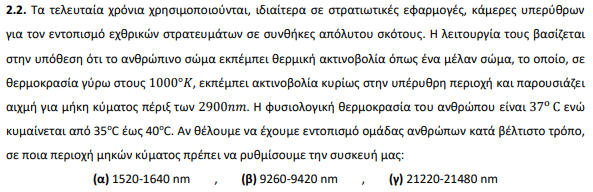 2.2. Τα τελευταία χρόνια χρησιμοποιούνται, ιδιαίτερα σε στρατιωτικές εφαρμογές, κάμερες υπερύθρων
για τον εντοπισμό εχθρικών στρατευμάτων σε συνθήκες απόλυτου σκότους. Η λειτουργία τους βασίζεται
στην υπόθεση ότι το ανθρώπινο σώμα εκπέμπει θερμική ακτινοβολία όπως ένα μέλαν σώμα, το οποίο, σε
θερμοκρασία γύρω στους 1000°K, εκπέμπει ακτινοβολία κυρίως στην υπέρυθρη περιοχή και παρουσιάζει
αιχμή για μήκη κύματος πέριξ των 2900nm. Η φυσιολογική θερμοκρασία του ανθρώπου είναι 37° C ενώ
κυμαίνεται από 35°C έως 40°C. Αν θέλουμε να έχουμε εντοπισμό ομάδας ανθρώπων κατά βέλτιστο τρόπο,
σε ποια περιοχή μηκών κύματος πρέπει να ρυθμίσουμε την συσκευή μας:
(α) 1520-1640 nm , (β) 9260-9420 nm , (γ) 21220-21480 nm